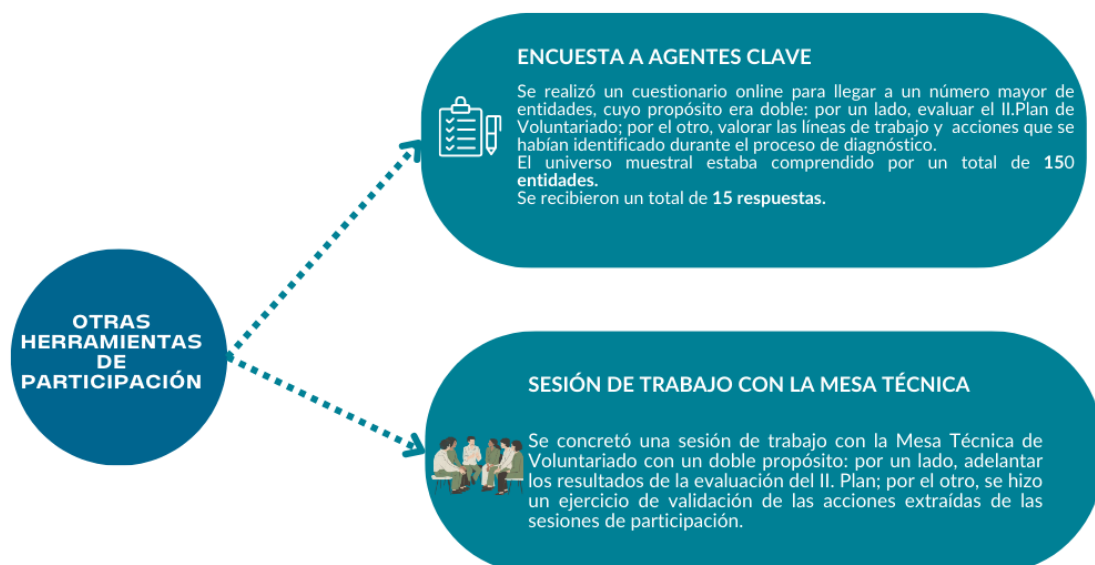 OTRAS
HERRAMIENTAS
DE
PARTICIPACIÓN
ENCUESTA A AGENTES CLAVE
Se realizó un cuestionario online para llegar a un número mayor de
entidades, cuyo propósito era doble: por un lado, evaluar el II.Plan de
Voluntariado; por el otro, valorar las líneas de trabajo y acciones que se
habían identificado durante el proceso de diagnóstico.
El universo muestral estaba comprendido por un total de 150
entidades.
Se recibieron un total de 15 respuestas.
SESIÓN DE TRABAJO CON LA MESA TÉCNICA
Se concretó una sesión de trabajo con la Mesa Técnica de
Voluntariado con un doble propósito: por un lado, adelantar
los resultados de la evaluación del II. Plan; por el otro, se hizo
un ejercicio de validación de las acciones extraídas de las
sesiones de participación.